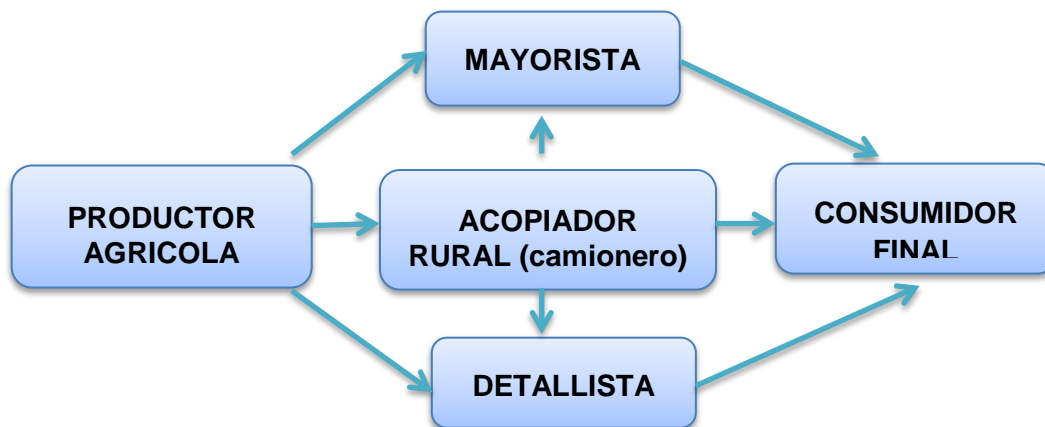 MAYORISTA
PRODUCTOR
AGRICOLA
ACOPIADOR
RURAL (camionero)
CONSUMIDOR
FINAL
DETALLISTA